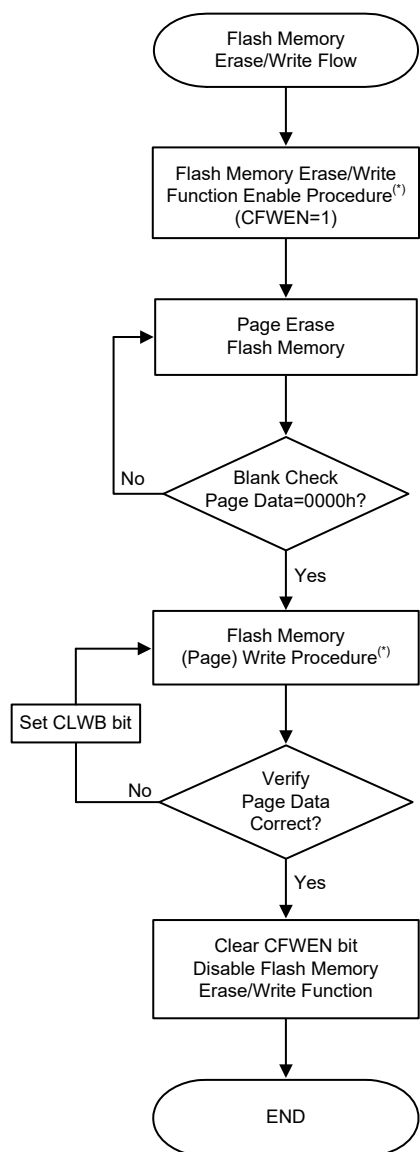 Flash Memory
Erase/Write Flow
Flash Memory Erase/Write
Function Enable Procedure(*)
(CFWEN=1)
Page Erase
Flash Memory
No
Blank Check
Page Data=0000h?
Yes
Flash Memory
(Page) Write Procedure(*)
Set CLWB bit
No
Verify
Page Data
Correct?
Yes
Clear CFWEN bit
Disable Flash Memory
Erase/Write Function
END